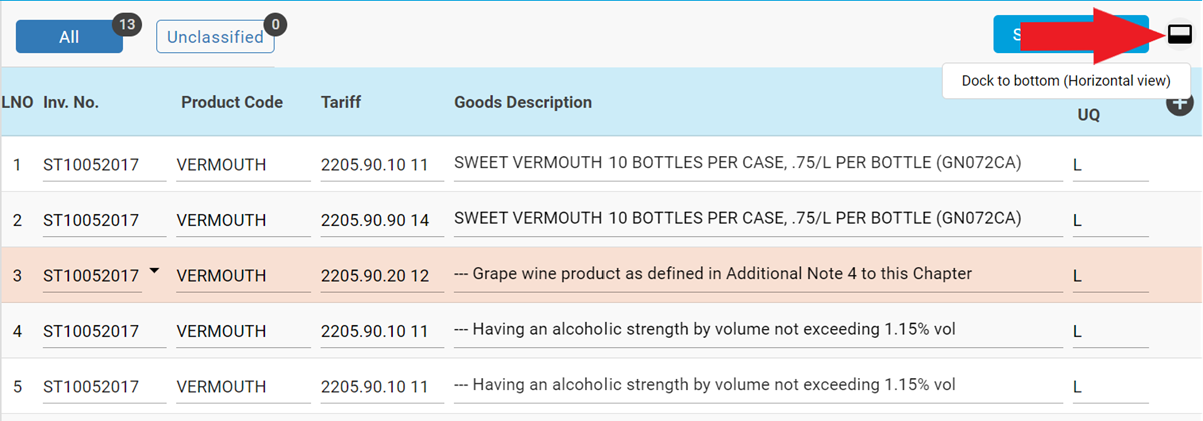 All 13
Unclassified 0
Dock to bottom (Horizontal view)
LNO Inv. No. Product Code Tariff Goods Description UQ
1 ST10052017 VERMOUTH 2205.90.10 11 SWEET VERMOUTH 10 BOTTLES PER CASE, .75/L PER BOTTLE (GN072CA) L
2 ST10052017 VERMOUTH 2205.90.90 14 SWEET VERMOUTH 10 BOTTLES PER CASE, .75/L PER BOTTLE (GN072CA) L
3 ST10052017 VERMOUTH 2205.90.20 12 --- Grape wine product as defined in Additional Note 4 to this Chapter L
4 ST10052017 VERMOUTH 2205.90.10 11 --- Having an alcoholic strength by volume not exceeding 1.15% vol L
5 ST10052017 VERMOUTH 2205.90.10 11 --- Having an alcoholic strength by volume not exceeding 1.15% vol L